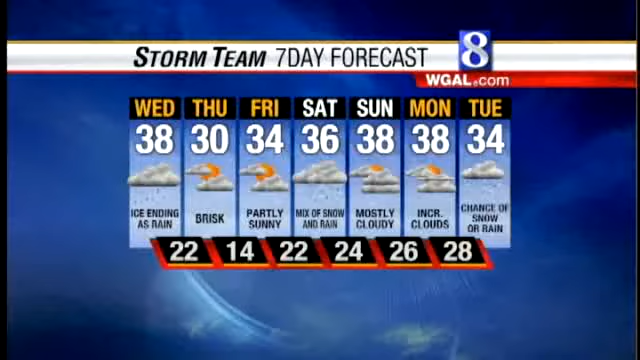 STORM TEAM 7DAY FORECAST 8
WGAL.com
WED THU FRI SAT SUN MON TUE
38 30 34 36 38 38 34
ICE ENDING AS RAIN
BRISK
PARTLY SUNNY
MIX OF SNOW AND RAIN
MOSTLY CLOUDY
INCR. CLOUDS
CHANCE OF SNOW OR RAIN
22 14 22 24 26 28